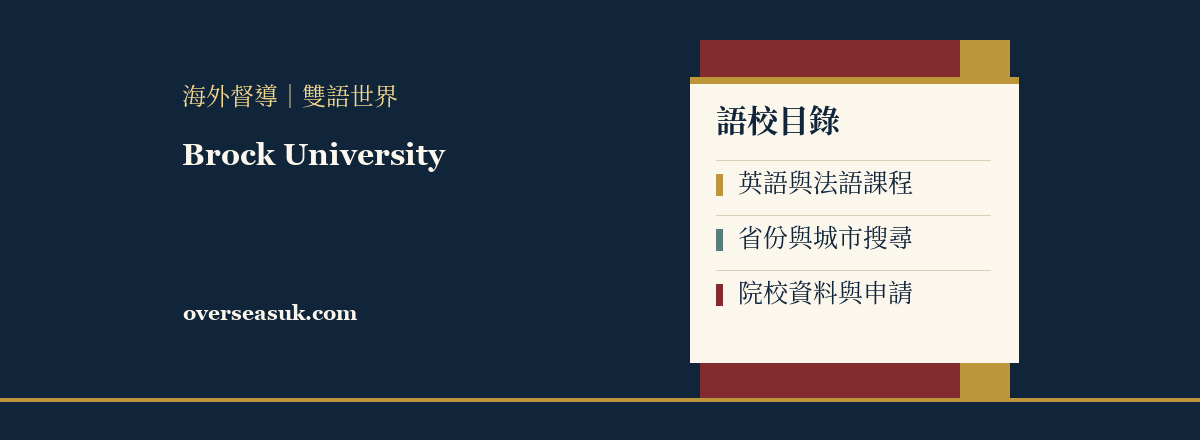 海外督導｜雙語世界
Brock University
overseasuk.com
語校目錄
英語與法語課程
省份與城市搜尋
院校資料與申請